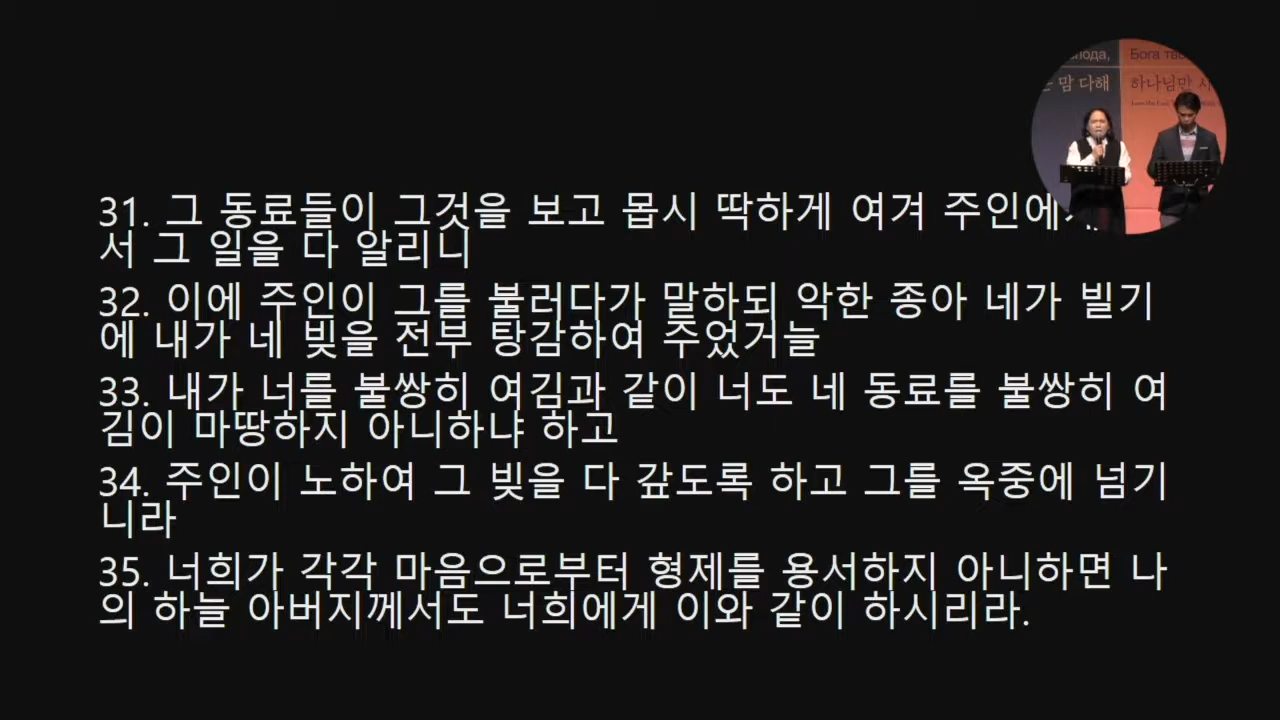 пода,
Бога тво
맘 다해
하나님만 사
31. 그 동료들이 그것을 보고 몹시 딱하게 여겨 주인에게
서 그 일을 다 알리니
32. 이에 주인이 그를 불러다가 말하되 악한 종아 네가 빌기
에 내가 네 빚을 전부 탕감하여 주었거늘
33. 내가 너를 불쌍히 여김과 같이 너도 네 동료를 불쌍히 여
김이 마땅하지 아니하냐 하고
34. 주인이 노하여 그 빚을 다 갚도록 하고 그를 옥중에 넘기
니라
35. 너희가 각각 마음으로부터 형제를 용서하지 아니하면 나
의 하늘 아버지께서도 너희에게 이와 같이 하시리라.